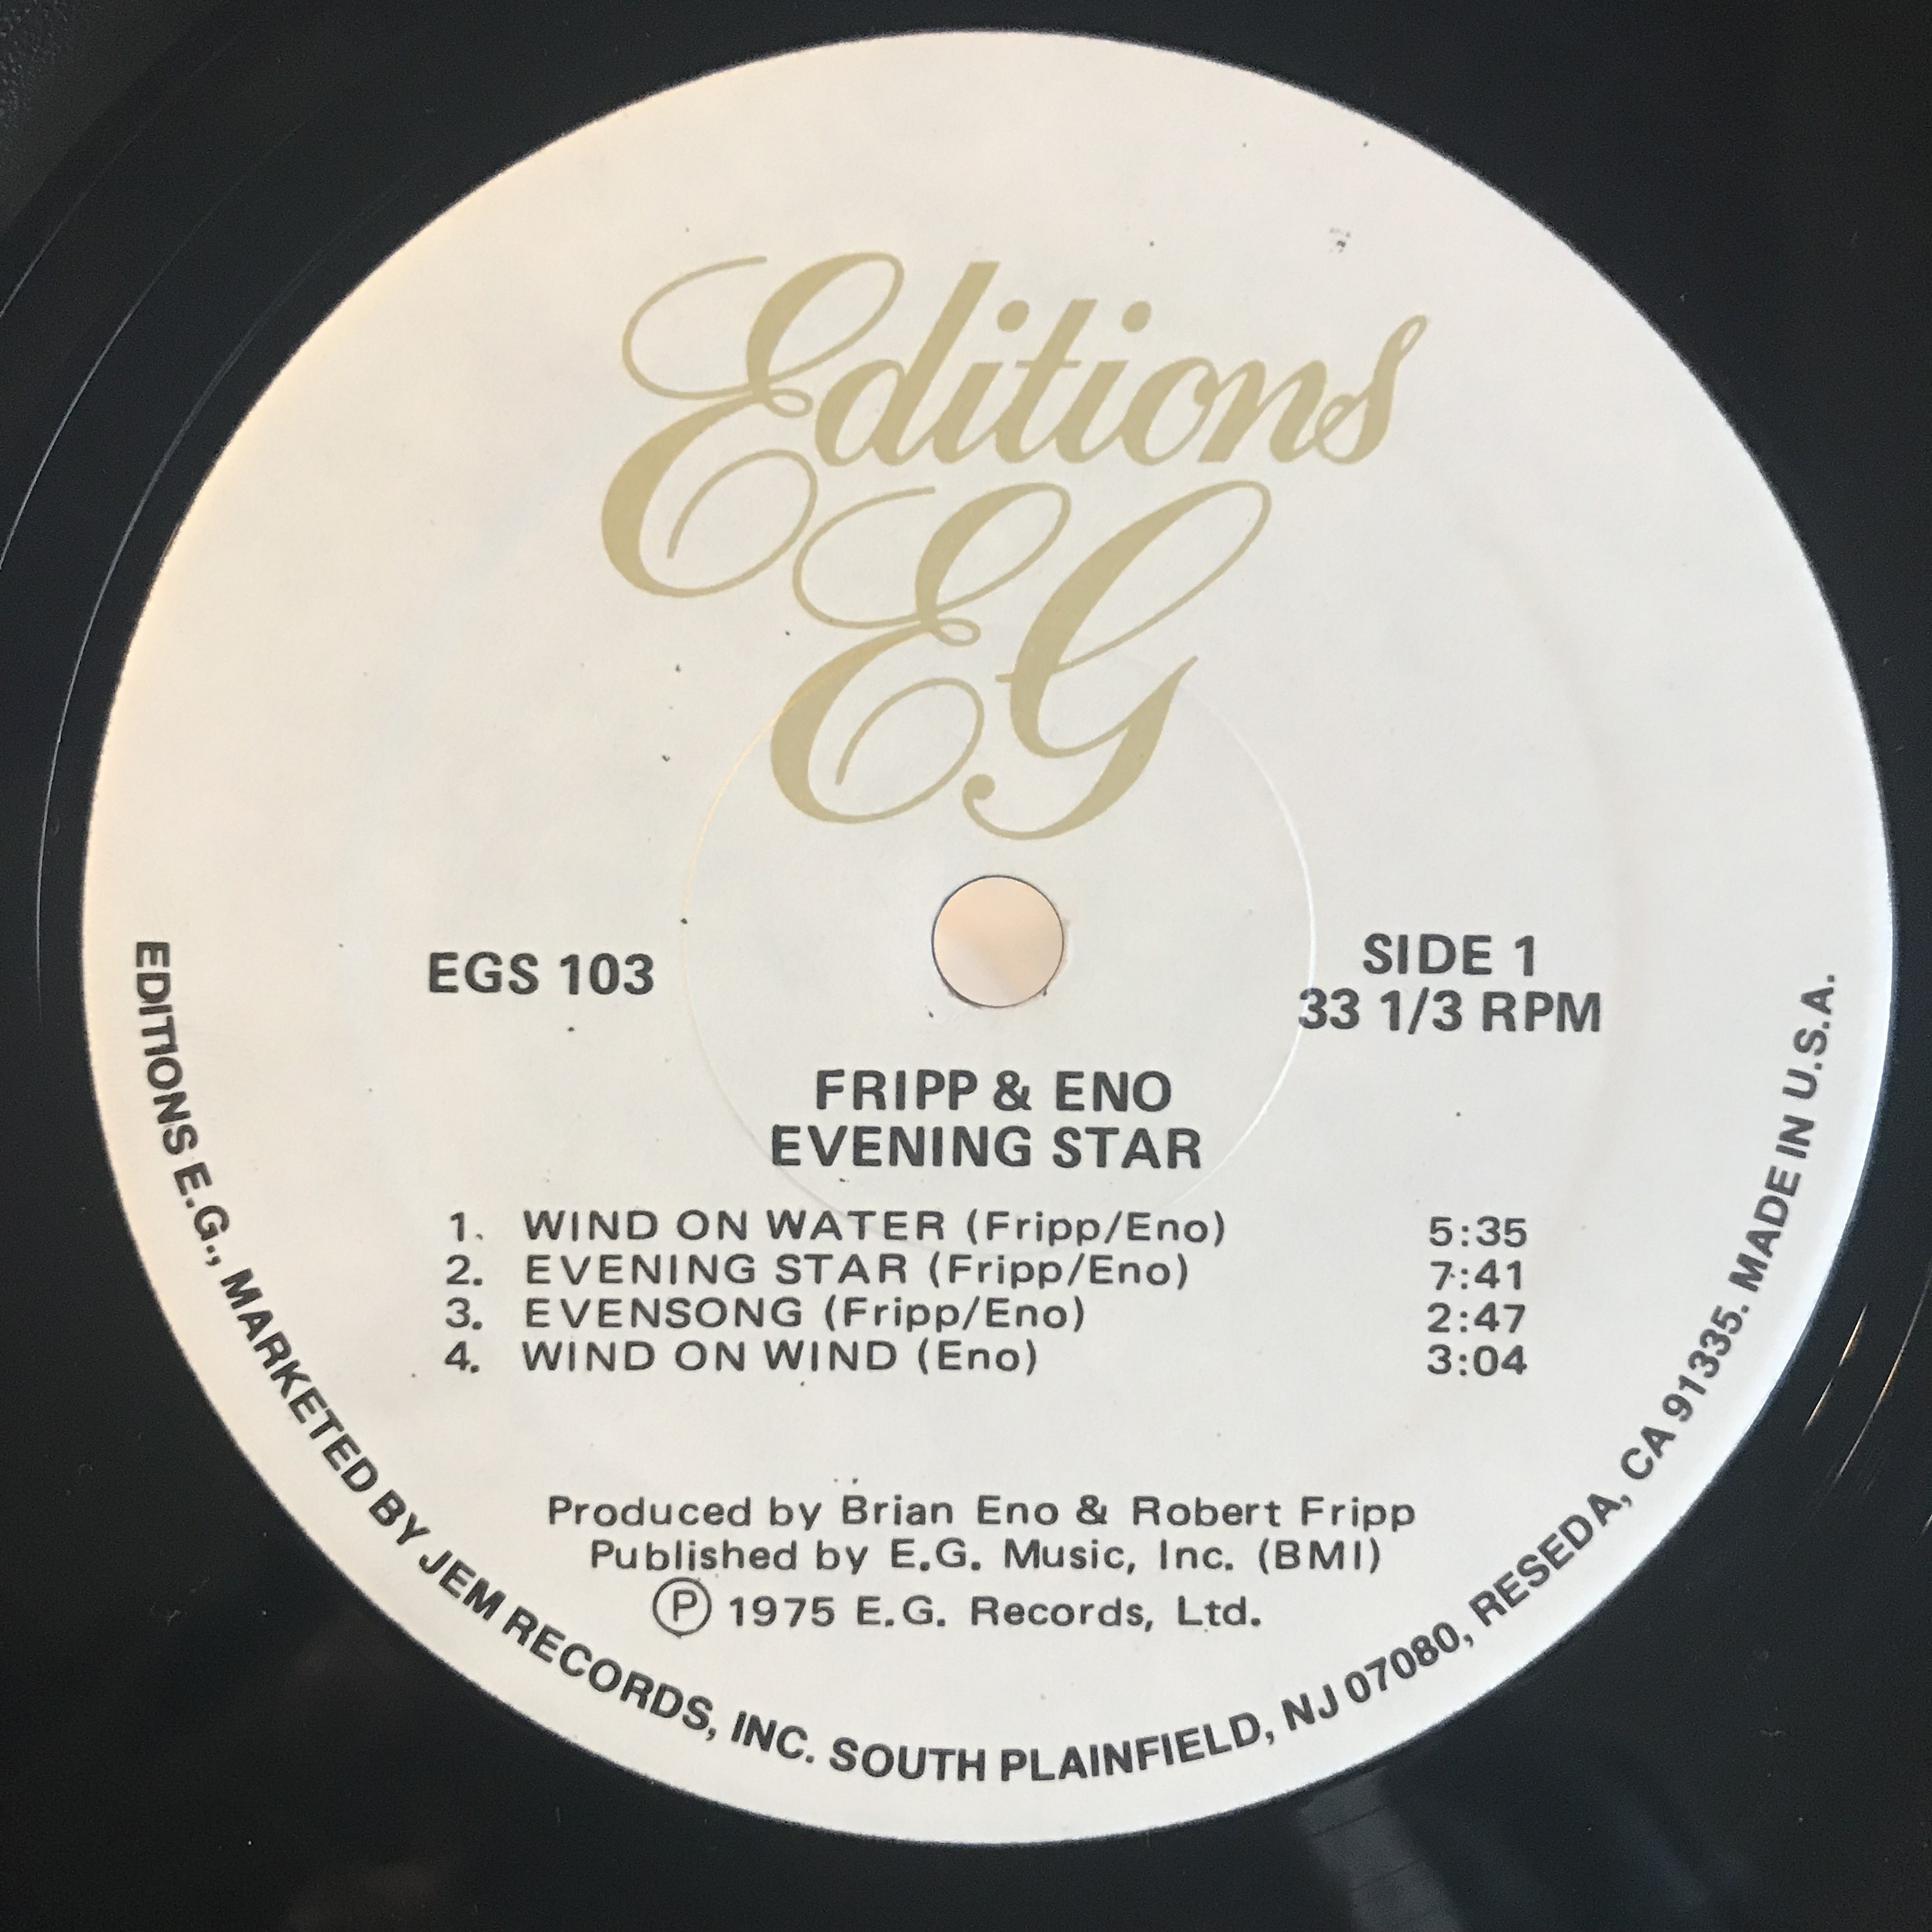 Editions
EG
EGS 103
SIDE 1
33 1/3 RPM
FRIPP & ENO
EVENING STAR
1. WIND ON WATER (Fripp/Eno) 5:35
2. EVENING STAR (Fripp/Eno) 7:41
3. EVENSONG (Fripp/Eno) 2:47
4. WIND ON WIND (Eno) 3:04
Produced by Brian Eno & Robert Fripp
Published by E.G. Music, Inc. (BMI)
Ⓟ 1975 E.G. Records, Ltd.
EDITIONS E.G., MARKETED BY JEM RECORDS, INC. SOUTH PLAINFIELD, NJ 07080, RESEDA, CA 91335. MADE IN U.S.A.